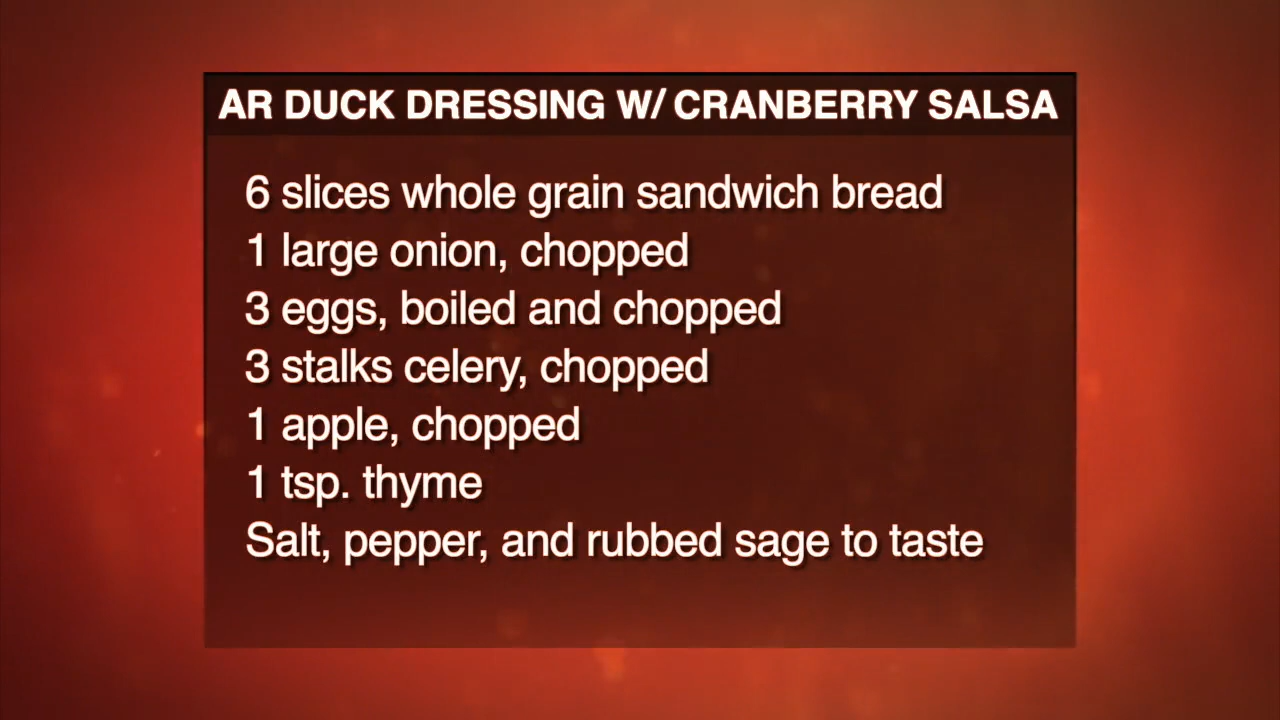 AR DUCK DRESSING W/ CRANBERRY SALSA
6 slices whole grain sandwich bread
1 large onion, chopped
3 eggs, boiled and chopped
3 stalks celery, chopped
1 apple, chopped
1 tsp. thyme
Salt, pepper, and rubbed sage to taste